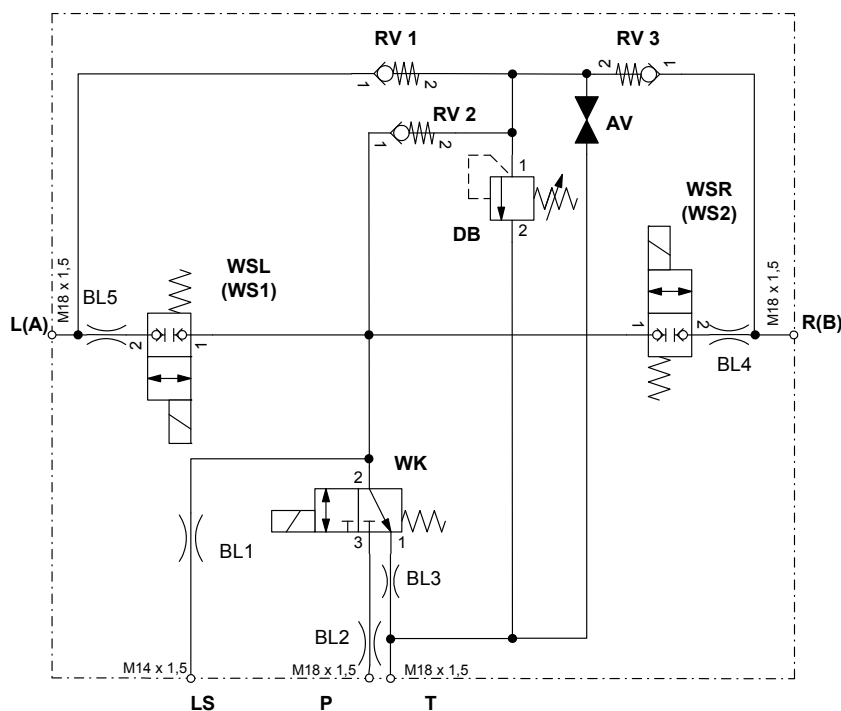 RV 1
RV 3
2
1
1
2
RV 2
AV
1
2
1
WSR
(WS2)
DB
2
M18 x 1,5
WSL
(WS1)
M18 x 1,5
BL5
L(A)
2
1
1
2
R(B)
BL4
WK
2
3
1
BL1
BL3
BL2
M14 x 1,5
M18 x 1,5
M18 x 1,5
LS
P
T